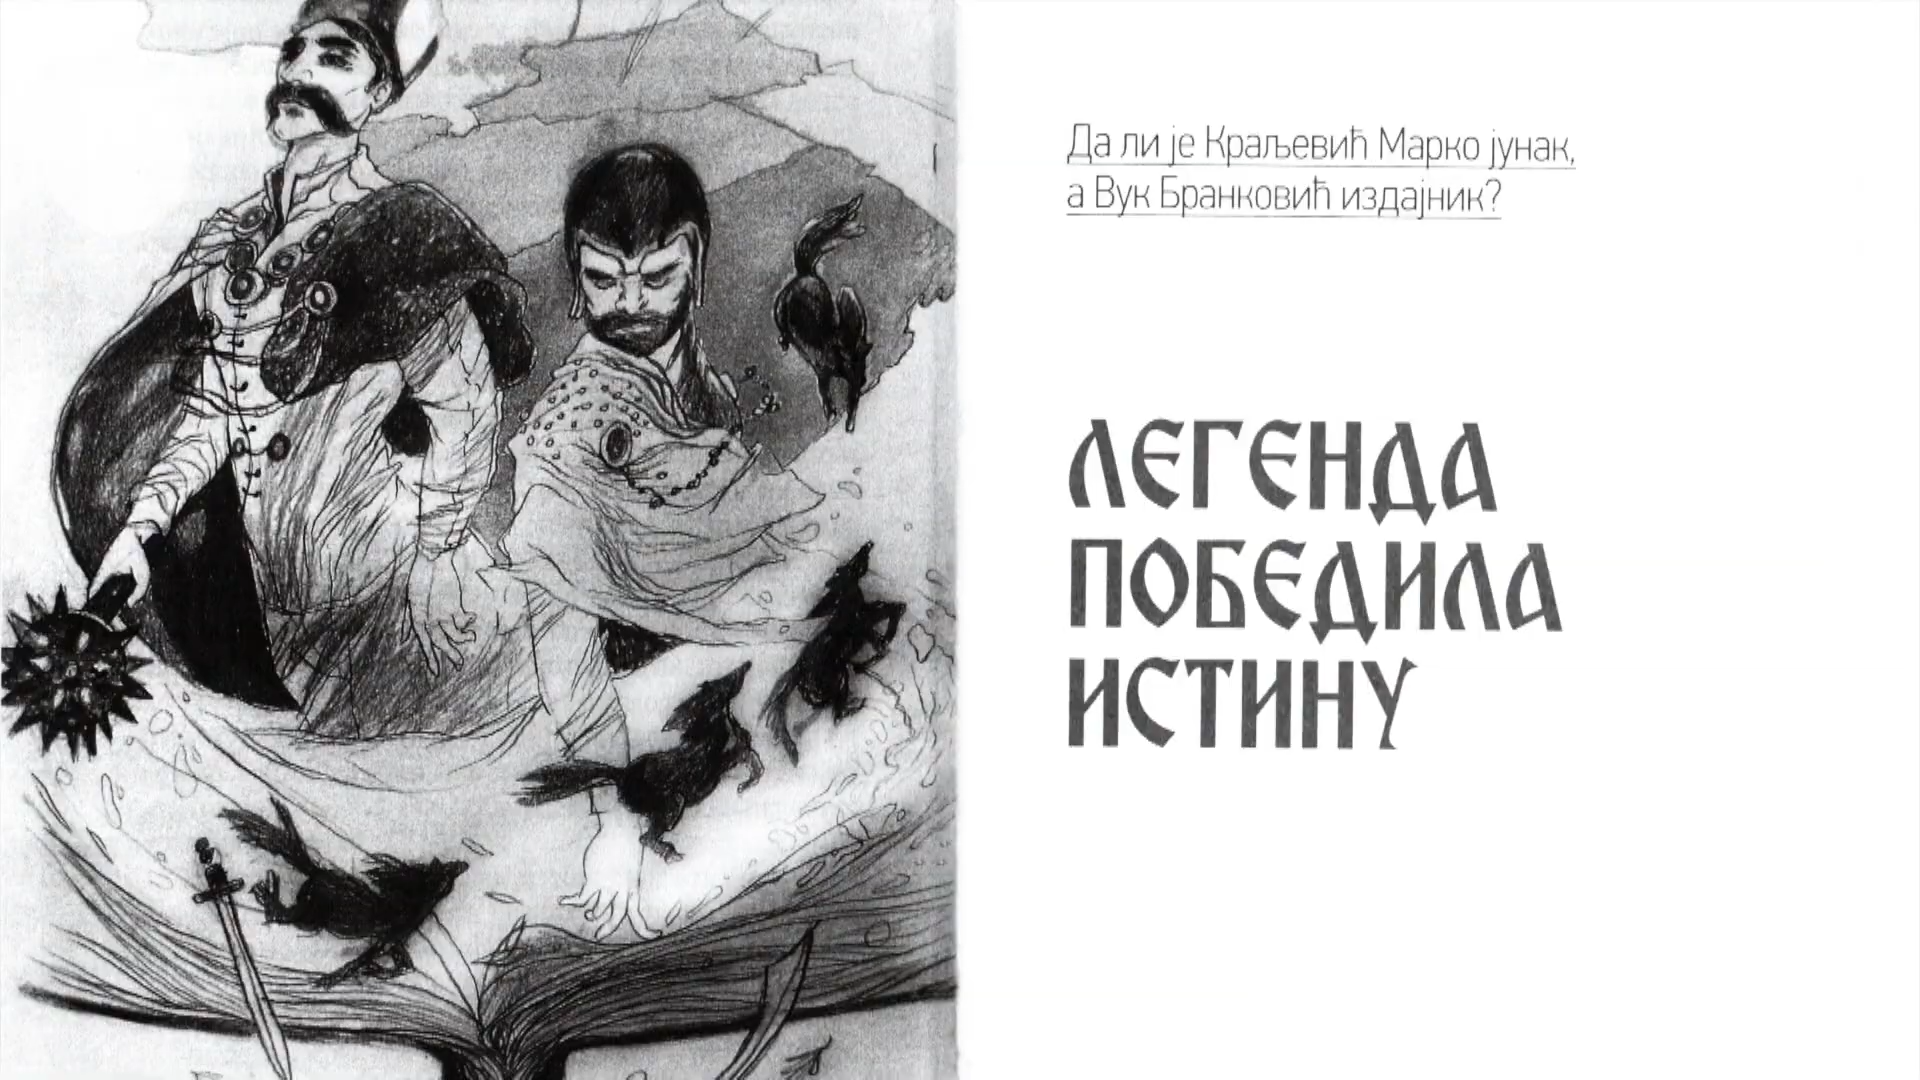 Да ли је Краљевић Марко јунак,
а Вук Бранковић издајник?
ЛЕГЕНДА
ПОБЕДИЛА
ИСТИНУ